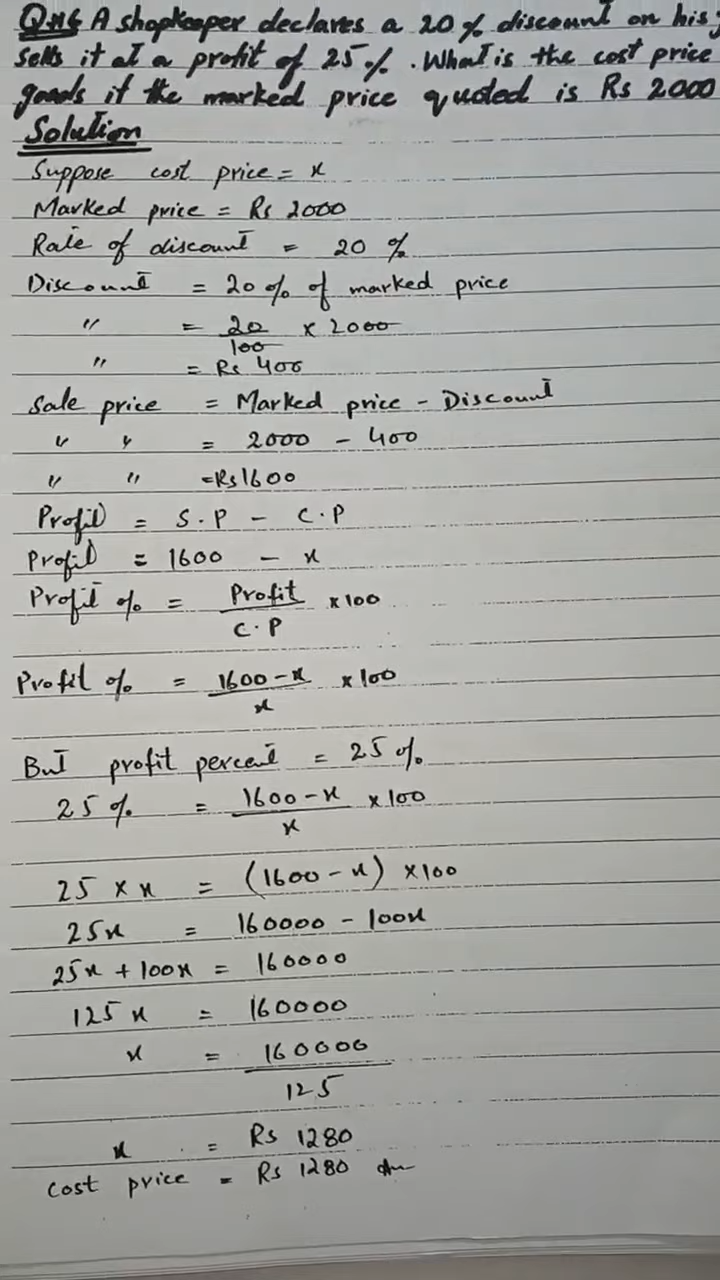 Q#6 A shopkeeper declares a 20% discount on his
sells it at a profit of 25%. What is the cost price
goods if the marked price quoted is Rs 2000
Solution
Suppose cost price = x
Marked price = Rs 2000
Rate of discount = 20 %
Discount = 20% of marked price
" = 20/100 x 2000
" = Rs 400
Sale price = Marked price - Discount
" " = 2000 - 400
" " = Rs 1600
Profit = S.P - C.P
Profit = 1600 - x
Profit % = Profit/C.P x 100
Profit % = 1600-x/x x 100
But profit percent = 25%
25% = 1600-x/x x 100
25 x x = (1600 - x) x 100
25x = 160000 - 100x
25x + 100x = 160000
125 x = 160000
x = 160000/125
x = Rs 1280
cost price = Rs 1280